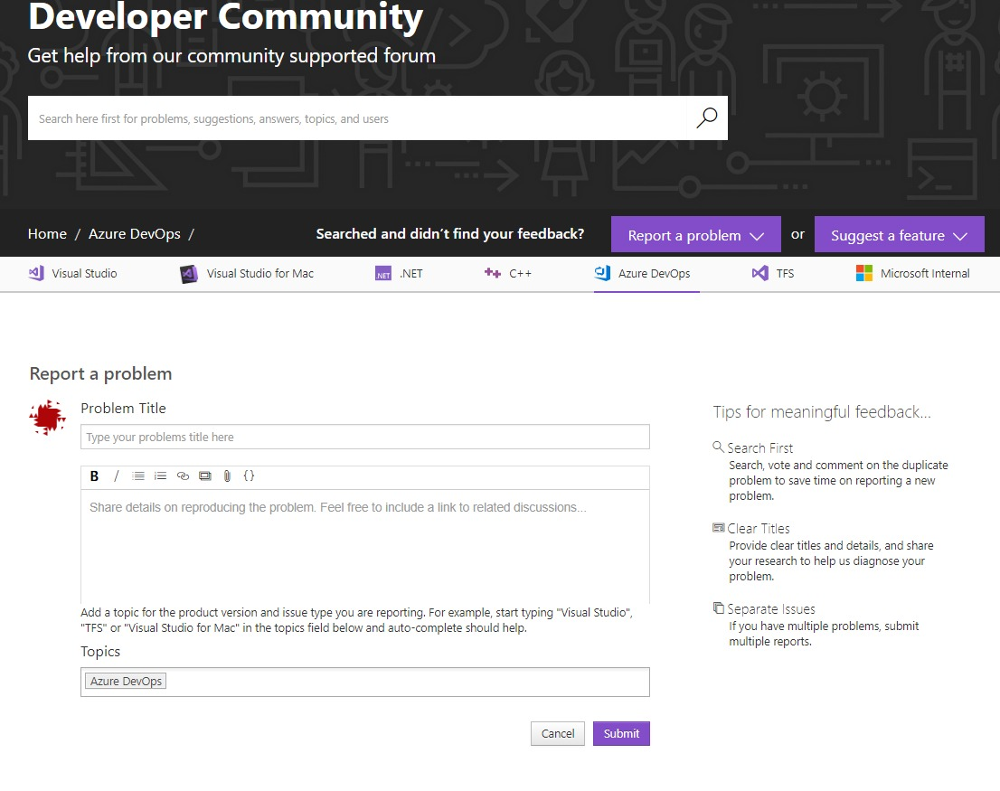 Developer Community
Get help from our community supported forum
Search here first for problems, suggestions, answers, topics, and users
Home / Azure DevOps /
Searched and didn't find your feedback?
Report a problem
or
Suggest a feature
Visual Studio
Visual Studio for Mac
NET
.NET
C++
Azure DevOps
TFS
Microsoft Internal
Report a problem
Problem Title
Type your problems title here
B /
{}
Share details on reproducing the problem. Feel free to include a link to related discussions...
Add a topic for the product version and issue type you are reporting. For example, start typing "Visual Studio",
"TFS" or "Visual Studio for Mac" in the topics field below and auto-complete should help.
Topics
Azure DevOps
Cancel
Submit
Tips for meaningful feedback...
Search First
Search, vote and comment on the duplicate
problem to save time on reporting a new
problem.
Clear Titles
Provide clear titles and details, and share
your research to help us diagnose your
problem.
Separate Issues
If you have multiple problems, submit
multiple reports.